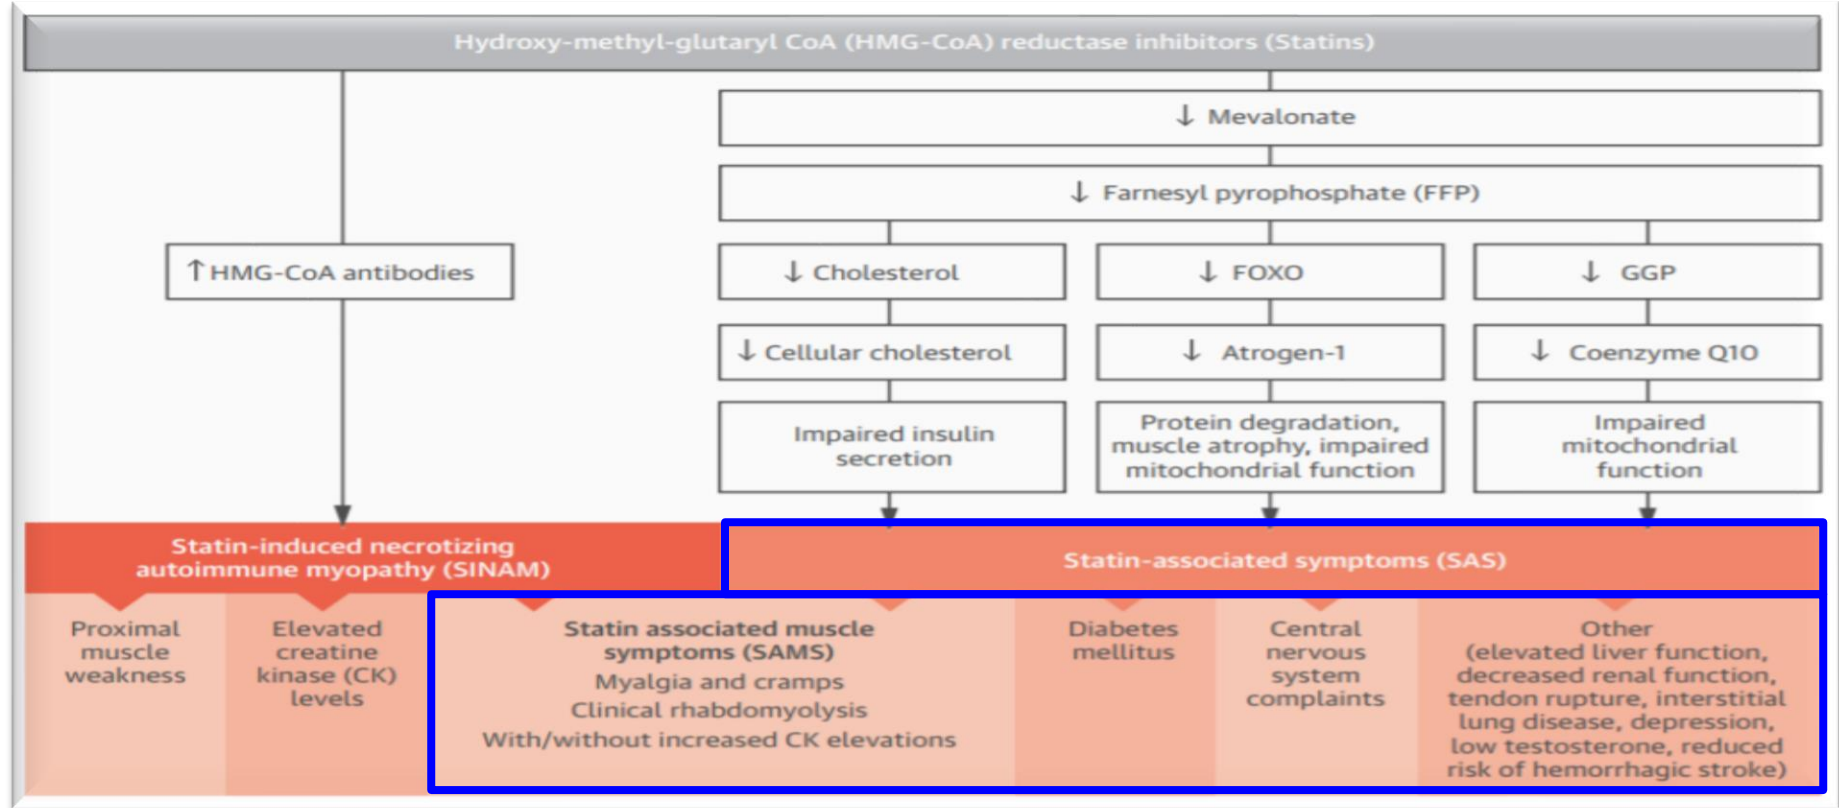 Hydroxy-methyl-glutaryl CoA (HMG-CoA) reductase inhibitors (Statins)
↓ Mevalonate
↓ Farnesyl pyrophosphate (FFP)
↑ HMG-CoA antibodies
↓ Cholesterol
↓ FOXO
↓ GGP
↓ Cellular cholesterol
↓ Atrogen-1
↓ Coenzyme Q10
Impaired insulin
secretion
Protein degradation,
muscle atrophy, impaired
mitochondrial function
Impaired
mitochondrial
function
Statin-induced necrotizing
autoimmune myopathy (SINAM)
Statin-associated symptoms (SAS)
Proximal
muscle
weakness
Elevated
creatine
kinase (CK)
levels
Statin associated muscle
symptoms (SAMS)
Myalgia and cramps
Clinical rhabdomyolysis
With/without increased CK elevations
Diabetes
mellitus
Central
nervous
system
complaints
Other
(elevated liver function,
decreased renal function,
tendon rupture, interstitial
lung disease, depression,
low testosterone, reduced
risk of hemorrhagic stroke)